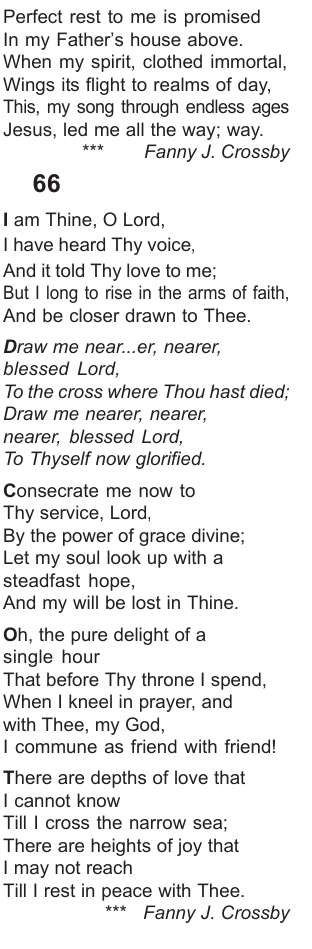 Perfect rest to me is promised
In my Father's house above.
When my spirit, clothed immortal,
Wings its flight to realms of day,
This, my song through endless ages
Jesus, led me all the way; way.
*** Fanny J. Crossby
66
I am Thine, O Lord,
I have heard Thy voice,
And it told Thy love to me;
But I long to rise in the arms of faith,
And be closer drawn to Thee.
Draw me near...er, nearer,
blessed Lord,
To the cross where Thou hast died;
Draw me nearer, nearer,
nearer, blessed Lord,
To Thyself now glorified.
Consecrate me now to
Thy service, Lord,
By the power of grace divine;
Let my soul look up with a
steadfast hope,
And my will be lost in Thine.
Oh, the pure delight of a
single hour
That before Thy throne I spend,
When I kneel in prayer, and
with Thee, my God,
I commune as friend with friend!
There are depths of love that
I cannot know
Till I cross the narrow sea;
There are heights of joy that
I may not reach
Till I rest in peace with Thee.
*** Fanny J. Crossby